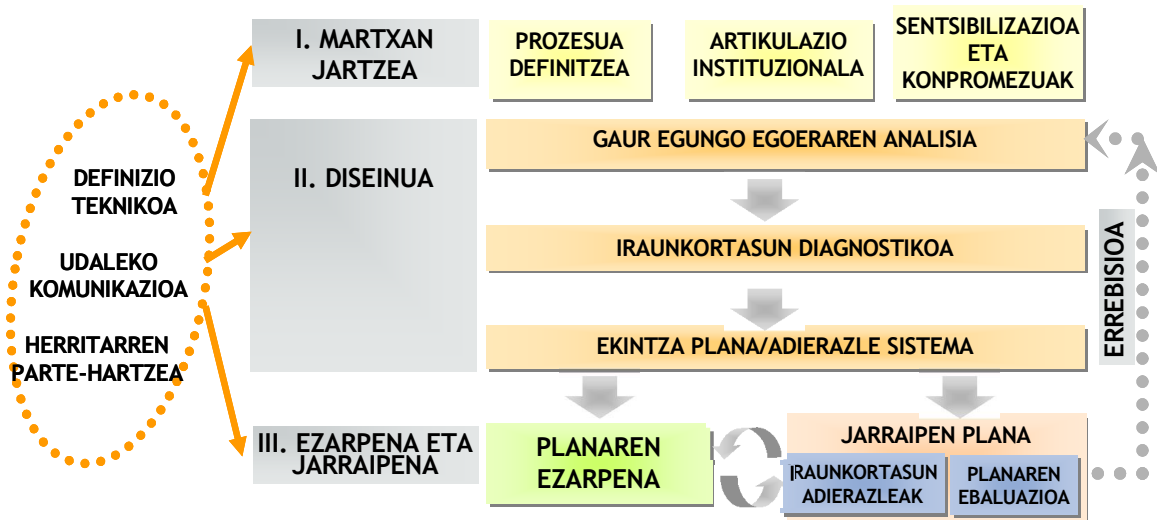 I. MARTXAN
JARTZEA
PROZESUA
DEFINITZEA
ARTIKULAZIO
INSTITUZIONALA
SENTSIBILIZAZIOA
ETA
KONPROMEZUAK
DEFINIZIO
TEKNIKOA
UDALEKO
KOMUNIKAZIOA
HERRITARREN
PARTE-HARTZEA
II. DISEINUA
GAUR EGUNGO EGOERAREN ANALISIA
IRAUNKORTASUN DIAGNOSTIKOA
EKINTZA PLANA/ADIERAZLE SISTEMA
ERREBISIOA
III. EZARPENA ETA
JARRAIPENA
PLANAREN
EZARPENA
JARRAIPEN PLANA
IRAUNKORTASUN
ADIERAZLEAK
PLANAREN
EBALUAZIOA